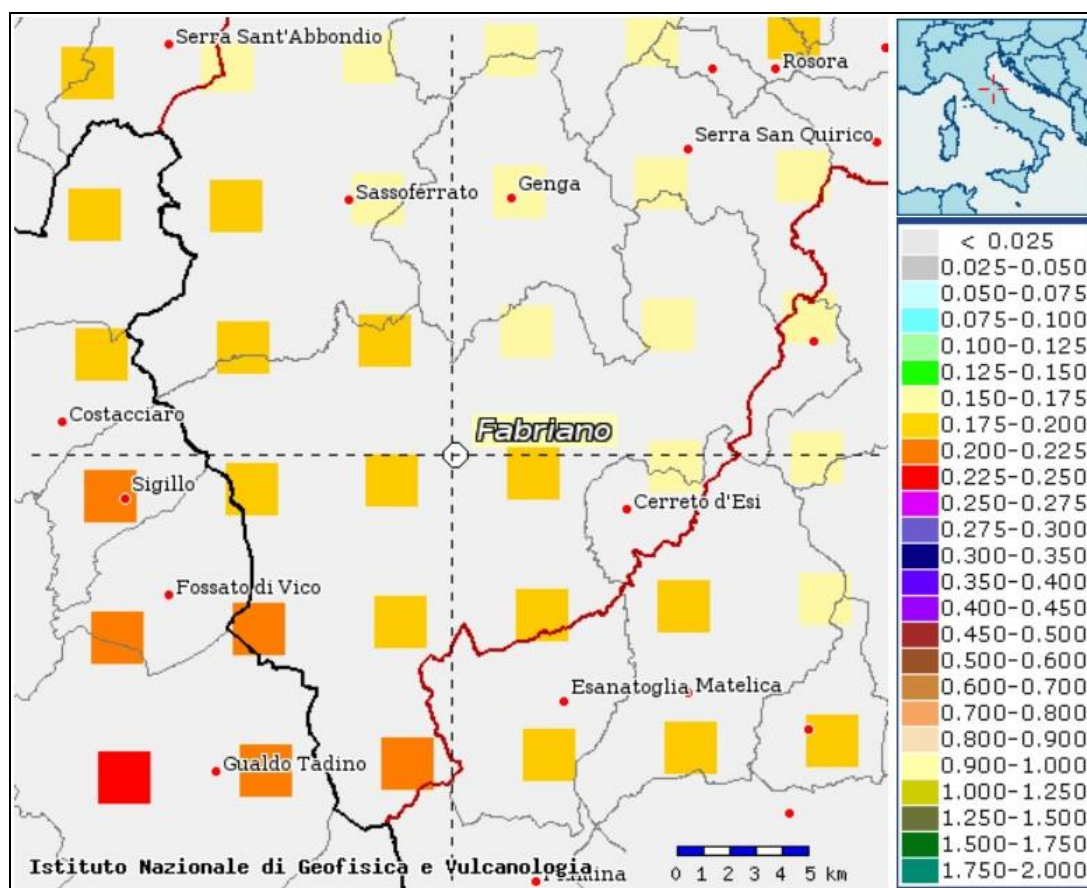 Serra Sant'Abbondio
Rosora
Serra San Quirico
Sassoferrato
Genga
Costacciaro
Fabriano
Sigillo
Cerreto d'Esi
Fossato di Vico
Esanatoglia
Matelica
Gualdo Tadino
Istituto Nazionale di Geofisica e Vulcanologia
0 1 2 3 4 5 km
< 0.025
0.025-0.050
0.050-0.075
0.075-0.100
0.100-0.125
0.125-0.150
0.150-0.175
0.175-0.200
0.200-0.225
0.225-0.250
0.250-0.275
0.275-0.300
0.300-0.350
0.350-0.400
0.400-0.450
0.450-0.500
0.500-0.600
0.600-0.700
0.700-0.800
0.800-0.900
0.900-1.000
1.000-1.250
1.250-1.500
1.500-1.750
1.750-2.000